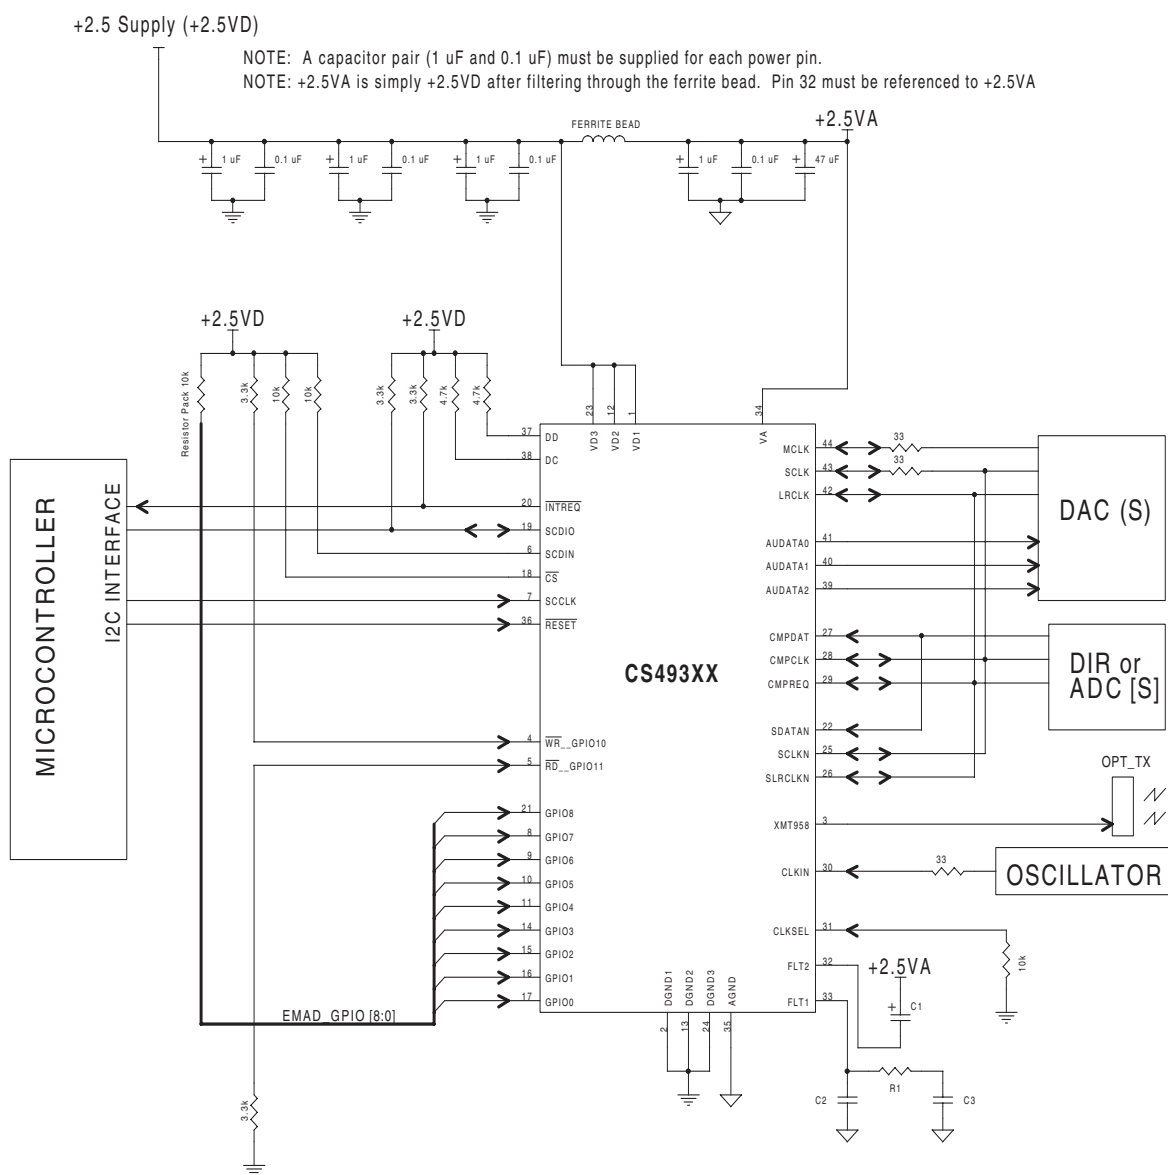 +2.5 Supply (+2.5VD)
NOTE: A capacitor pair (1 uF and 0.1 uF) must be supplied for each power pin.
NOTE: +2.5VA is simply +2.5VD after filtering through the ferrite bead. Pin 32 must be referenced to +2.5VA
FERRITE BEAD
+2.5VA
+ 1 uF 0.1 uF + 1 uF 0.1 uF + 1 uF 0.1 uF + 1 uF 0.1 uF + 47 uF
+2.5VD +2.5VD
Resistor Pack 10k 3.3k 10k 10k 3.3k 3.3k 4.7k 4.7k
23 12 1 34
VD3 VD2 VD1 VA
37 DD
38 DC
20 INTREQ
19 SCDIO
6 SCDIN
18 CS
7 SCCLK
36 RESET
4 WR__GPIO10
5 RD__GPIO11
21 GPIO8
8 GPIO7
9 GPIO6
10 GPIO5
11 GPIO4
14 GPIO3
15 GPIO2
16 GPIO1
17 GPIO0
MICROCONTROLLER
I2C INTERFACE
EMAD_GPIO [8:0]
3.3k
CS493XX
MCLK 44 33
SCLK 43 33
LRCLK 42
AUDATA0 41
AUDATA1 40
AUDATA2 39
CMPDAT 27
CMPCLK 28
CMPREQ 29
SDATAN 22
SCLKN 25
SLRCLKN 26
XMT958 3
CLKIN 30 33
CLKSEL 31
FLT2 32
FLT1 33
DAC (S)
DIR or
ADC [S]
OPT_TX
OSCILLATOR
10k
+2.5VA
+ C1
DGND1 DGND2 DGND3 AGND
2 13 24 35
R1
C2 C3